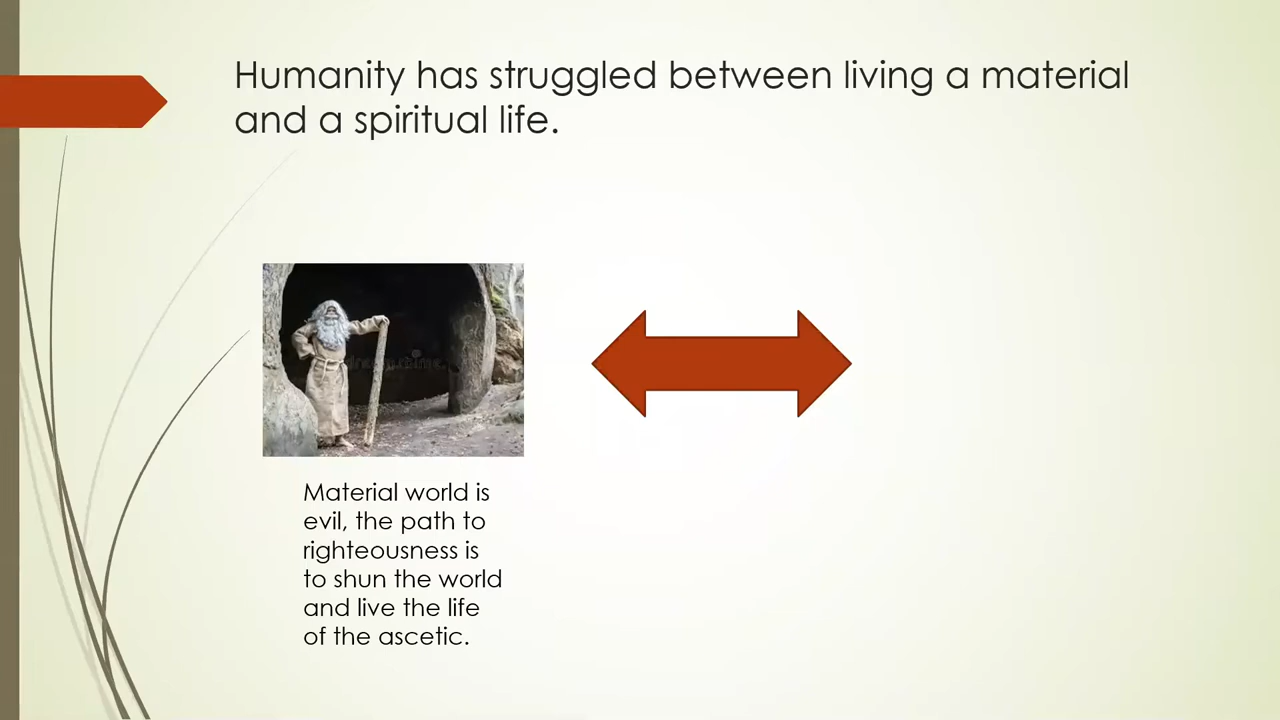 Humanity has struggled between living a material
and a spiritual life.
Material world is
evil, the path to
righteousness is
to shun the world
and live the life
of the ascetic.